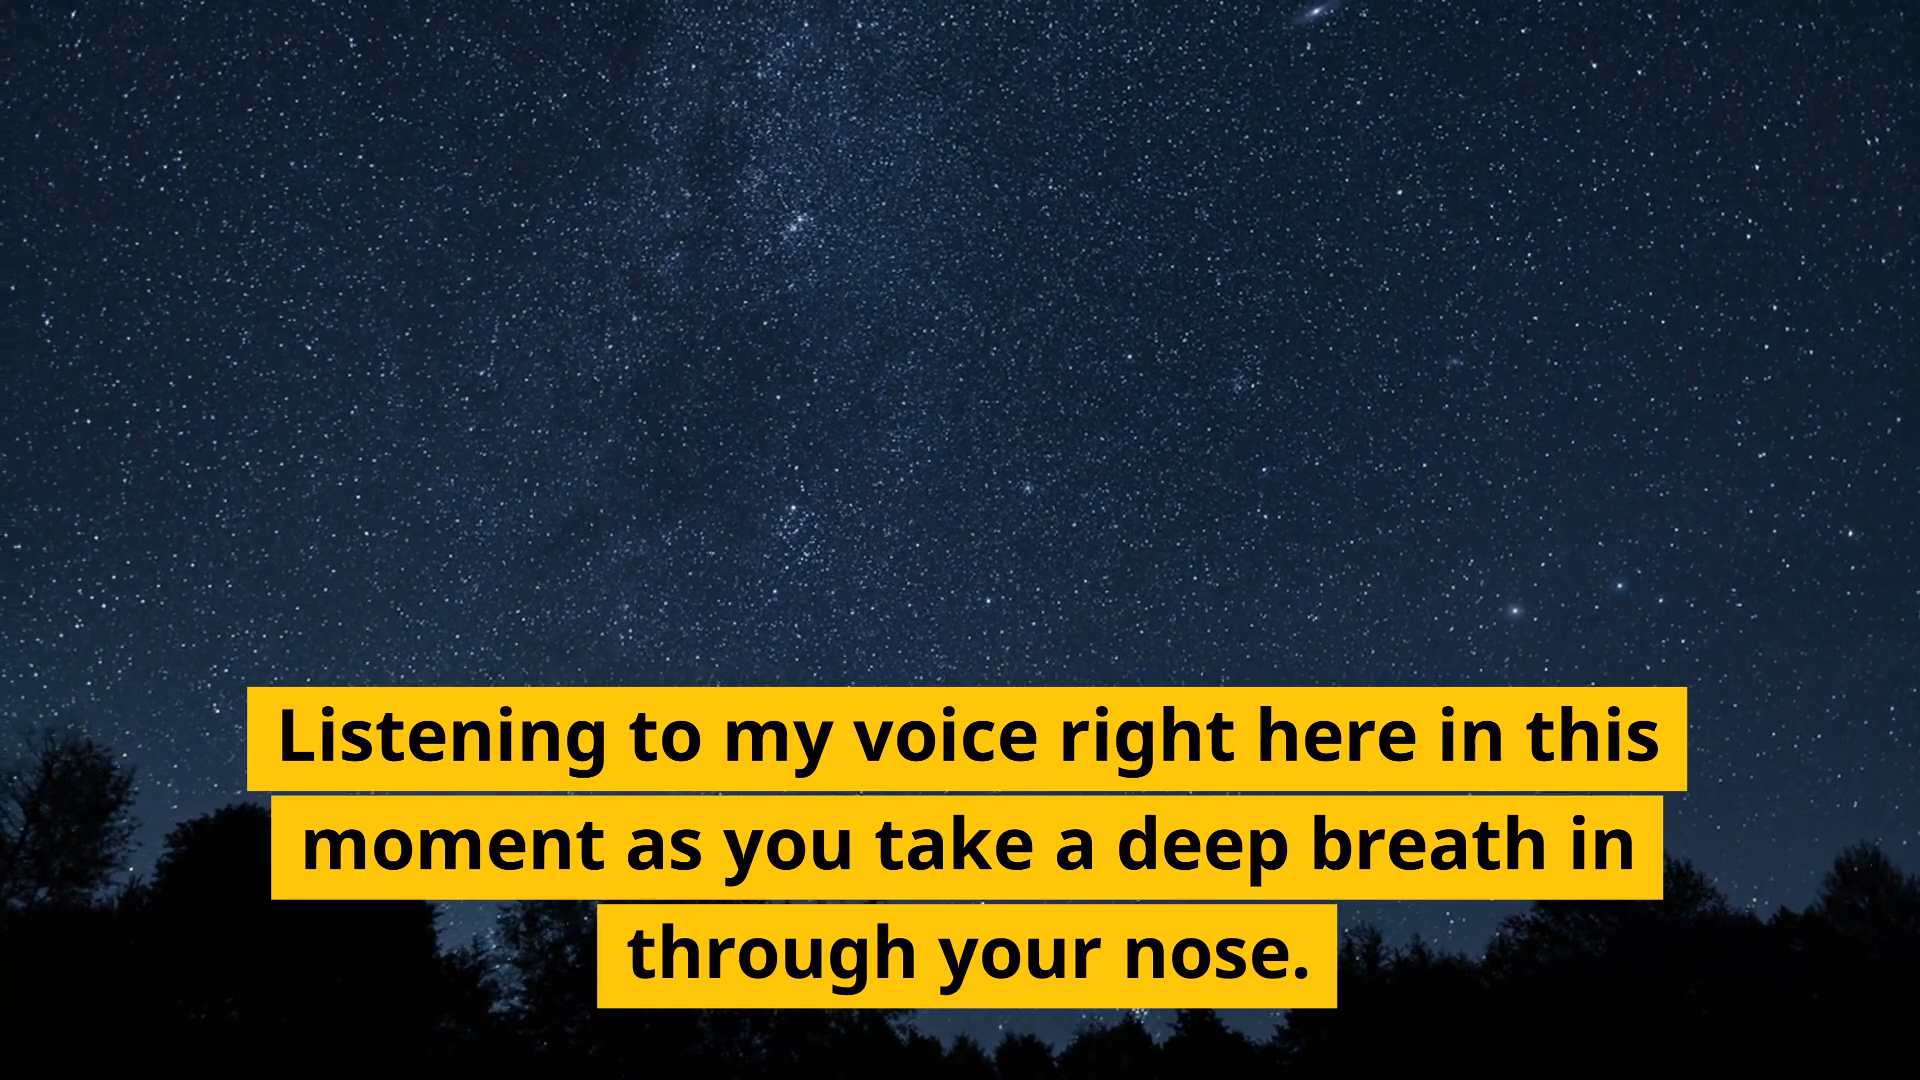 Listening to my voice right here in this
moment as you take a deep breath in
through your nose.